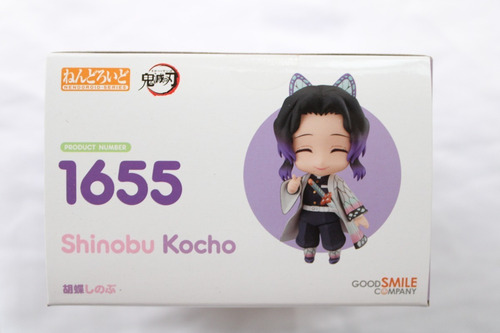 ねんどろいど
NENDOROID SERIES
鬼滅の刃
PRODUCT NUMBER
1655
Shinobu Kocho
胡蝶しのぶ
GOOD SMILE
COMPANY